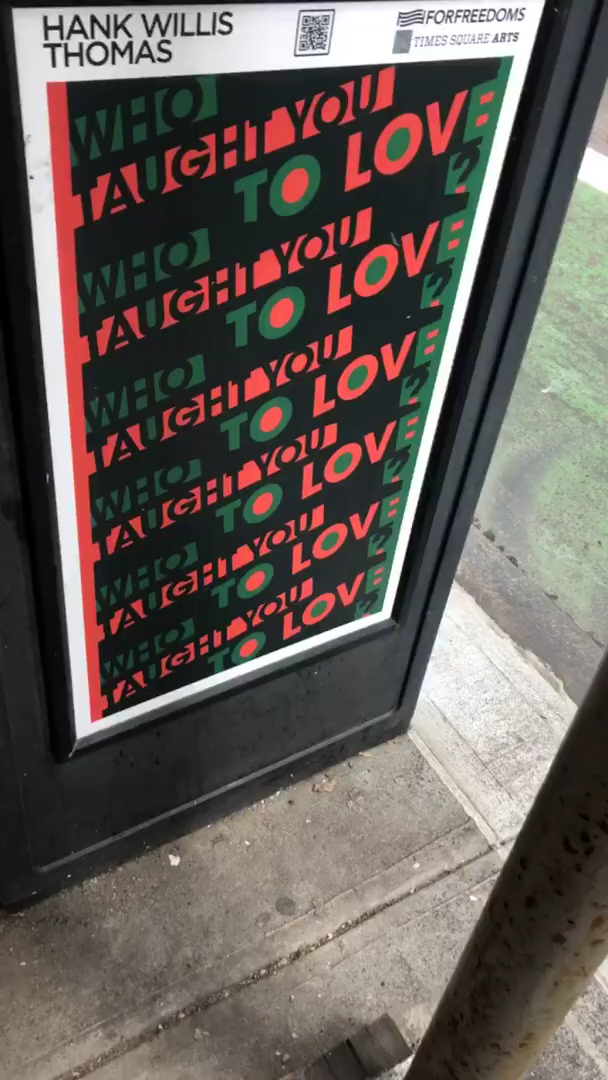 HANK WILLIS
THOMAS
FORFREEDOMS
TIMES SQUARE ARTS
WHO
TAUGHT YOU
TO LOVE
?
WHO
TAUGHT YOU
TO LOVE
?
WHO
TAUGHT YOU
TO LOVE
?
WHO
TAUGHT YOU
TO LOVE
?
WHO
TAUGHT YOU
TO LOVE
?
WHO
TAUGHT YOU
TO LOVE
?